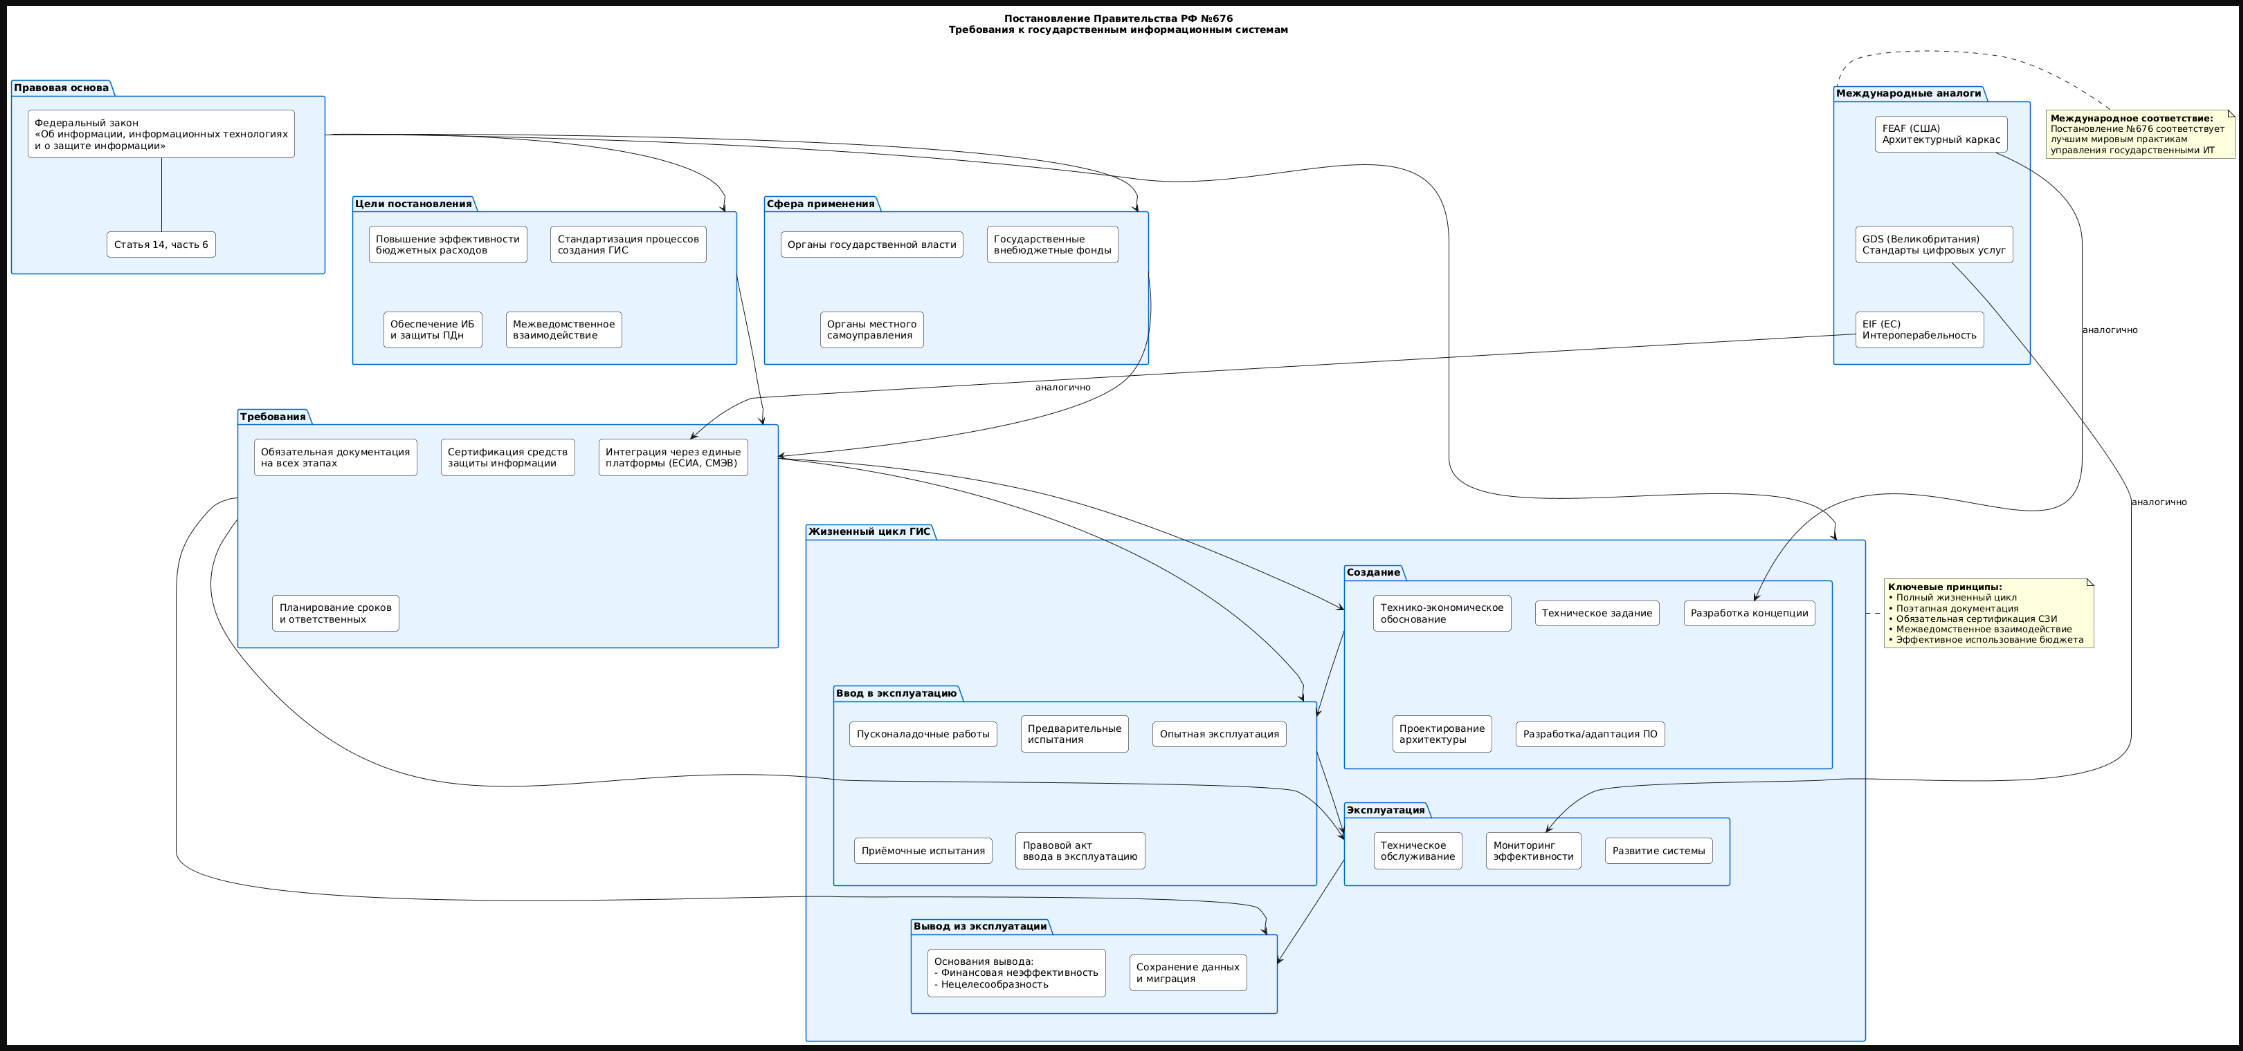 Постановление Правительства РФ №676
Требования к государственным информационным системам
Правовая основа
Федеральный закон
«Об информации, информационных технологиях
и о защите информации»
Статья 14, часть 6
Цели постановления
Повышение эффективности
бюджетных расходов
Стандартизация процессов
создания ГИС
Обеспечение ИБ
и защиты ПДн
Межведомственное
взаимодействие
Сфера применения
Органы государственной власти
Государственные
внебюджетные фонды
Органы местного
самоуправления
Международные аналоги
FEAF (США)
Архитектурный каркас
GDS (Великобритания)
Стандарты цифровых услуг
EIF (ЕС)
Интероперабельность
Международное соответствие:
Постановление №676 соответствует
лучшим мировым практикам
управления государственными ИТ
аналогично
аналогично
аналогично
Требования
Обязательная документация
на всех этапах
Сертификация средств
защиты информации
Интеграция через единые
платформы (ЕСИА, СМЭВ)
Планирование сроков
и ответственных
Жизненный цикл ГИС
Создание
Технико-экономическое
обоснование
Техническое задание
Разработка концепции
Проектирование
архитектуры
Разработка/адаптация ПО
Ключевые принципы:
• Полный жизненный цикл
• Поэтапная документация
• Обязательная сертификация СЗИ
• Межведомственное взаимодействие
• Эффективное использование бюджета
Ввод в эксплуатацию
Пусконаладочные работы
Предварительные
испытания
Опытная эксплуатация
Приёмочные испытания
Правовой акт
ввода в эксплуатацию
Эксплуатация
Техническое
обслуживание
Мониторинг
эффективности
Развитие системы
Вывод из эксплуатации
Основания вывода:
- Финансовая неэффективность
- Нецелесообразность
Сохранение данных
и миграция